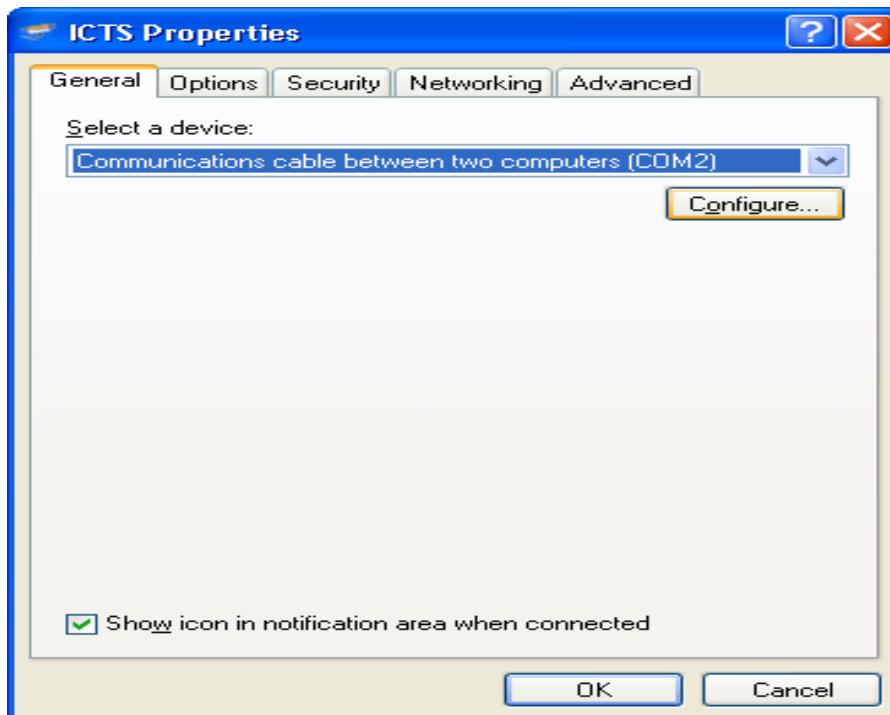 ICTS Properties
General Options Security Networking Advanced
Select a device:
Communications cable between two computers (COM2)
Configure...
Show icon in notification area when connected
OK Cancel